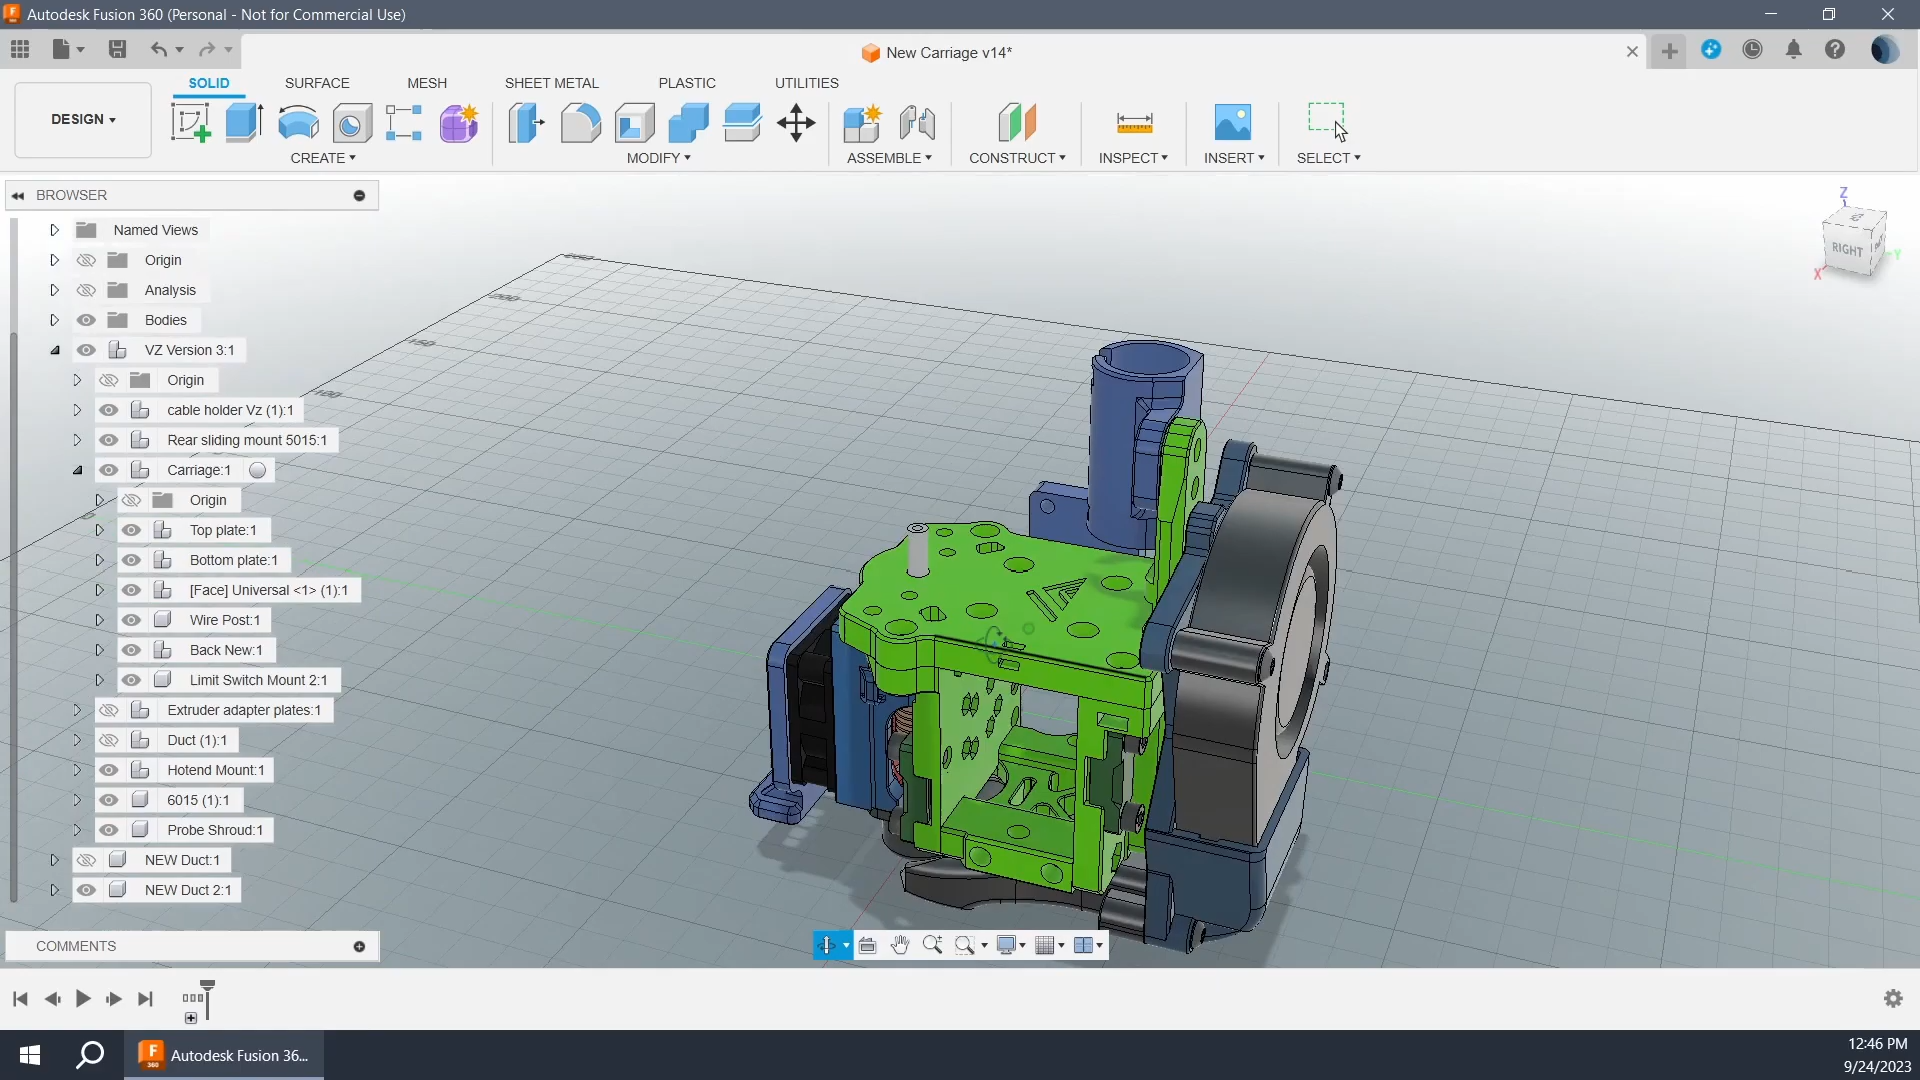 Autodesk Fusion 360 (Personal - Not for Commercial Use)
New Carriage v14*
DESIGN
SOLID
SURFACE
MESH
SHEET METAL
PLASTIC
UTILITIES
CREATE
MODIFY
ASSEMBLE
CONSTRUCT
INSPECT
INSERT
SELECT
BROWSER
Named Views
Origin
Analysis
Bodies
VZ Version 3:1
Origin
cable holder Vz (1):1
Rear sliding mount 5015:1
Carriage:1
Origin
Top plate:1
Bottom plate:1
[Face] Universal <1> (1):1
Wire Post:1
Back New:1
Limit Switch Mount 2:1
Extruder adapter plates:1
Duct (1):1
Hotend Mount:1
6015 (1):1
Probe Shroud:1
NEW Duct:1
NEW Duct 2:1
COMMENTS
250
200
150
100
Z
RIGHT
Y
X
F
360
Autodesk Fusion 36...
12:46 PM
9/24/2023